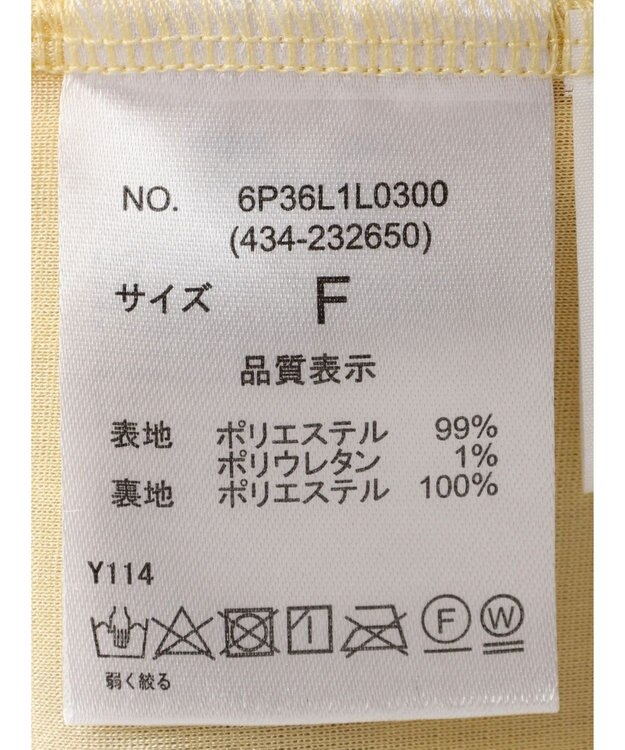 NO. 6P36L1L0300
(434-232650)
サイズ F
品質表示
表地 ポリエステル 99%
ポリウレタン 1%
裏地 ポリエステル 100%
Y114
F W
弱く絞る